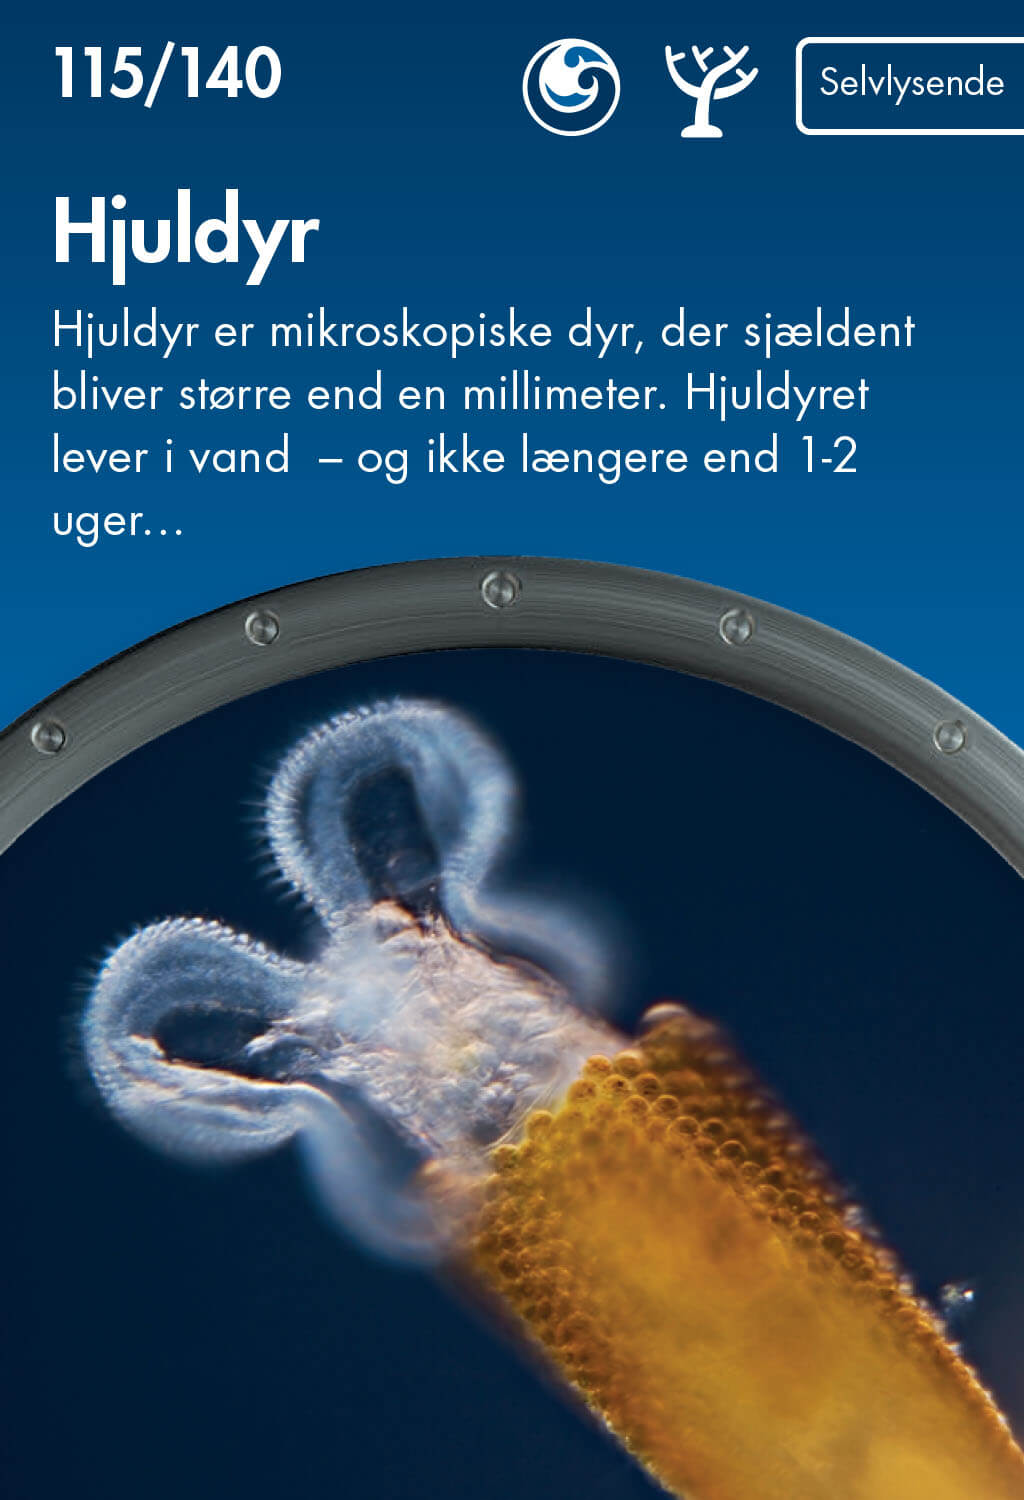 115/140
Selvlysende
Hjuldyr
Hjuldyr er mikroskopiske dyr, der sjældent
bliver større end en millimeter. Hjuldyret
lever i vand  – og ikke længere end 1-2
uger…